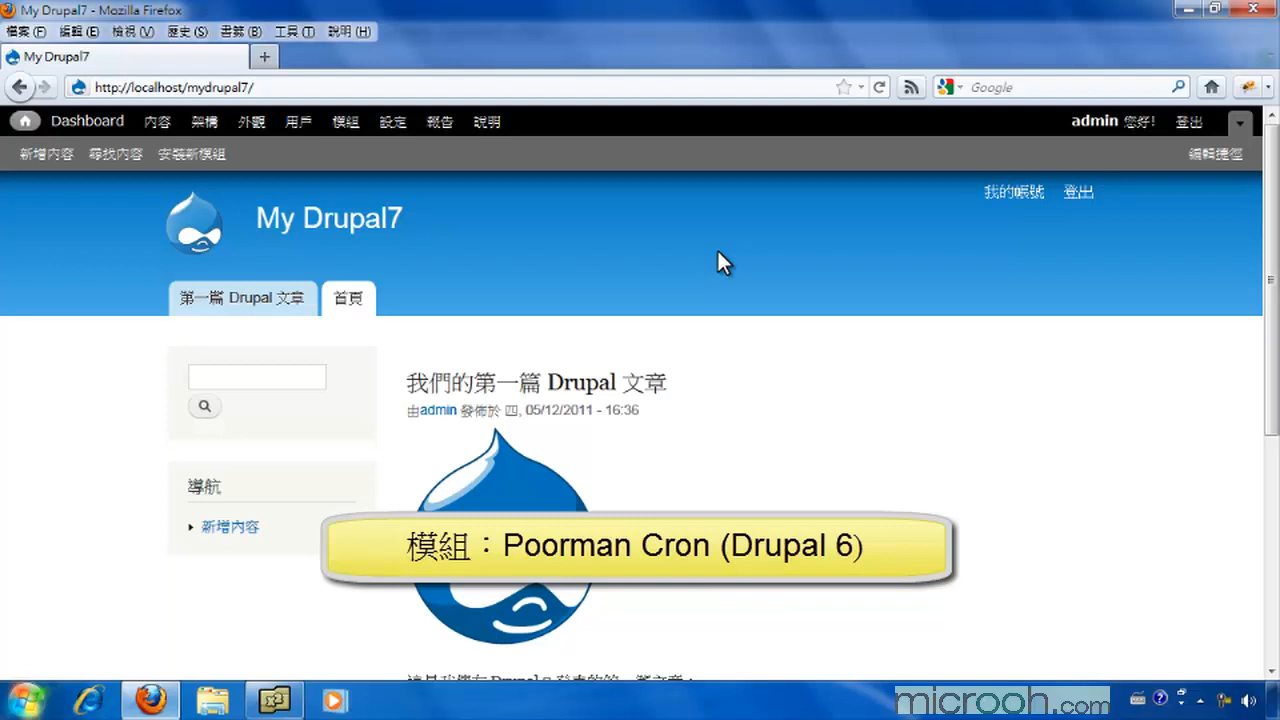 My Drupal7 - Mozilla Firefox
檔案(F) 編輯(E) 檢視(V) 歷史(S) 書籤(B) 工具(T) 說明(H)
My Drupal7
http://localhost/mydrupal7/
Google
Dashboard 內容 架構 外觀 用戶 模組 設定 報告 說明
admin 您好! 登出
新增內容 尋找內容 安裝新模組
編輯捷徑
我的帳號 登出
My Drupal7
第一篇 Drupal 文章 首頁
我們的第一篇 Drupal 文章
由admin 發佈於 四, 05/12/2011 - 16:36
導航
新增內容
模組：Poorman Cron (Drupal 6)
microoh.com